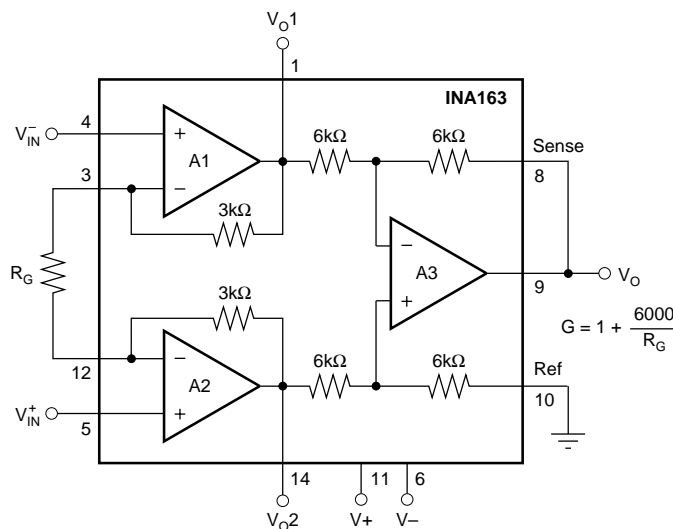 VO1
1
INA163
VIN– 4
6kΩ 6kΩ Sense
8
+
A1
–
3
3kΩ
RG
3kΩ
–
A3
+
9
VO
G = 1 + 6000
RG
12
–
A2
+
6kΩ 6kΩ Ref
10
VIN+
5
14
11 6
VO2
V+ V–